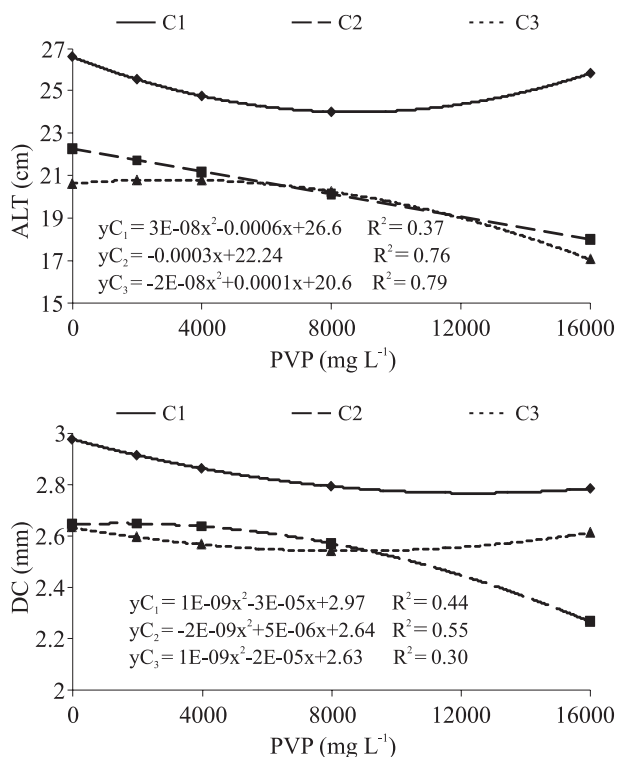 C1 C2 C3
27
25
23
21
19
17
15
ALT (cm)
yC₁ = 3E-08x²-0.0006x+26.6 R² = 0.37
yC₂ = -0.0003x+22.24 R² = 0.76
yC₃ = -2E-08x²+0.0001x+20.6 R² = 0.79
0 4000 8000 12000 16000
PVP (mg L⁻¹)
C1 C2 C3
3
2.8
2.6
2.4
2.2
2
DC (mm)
yC₁ = 1E-09x²-3E-05x+2.97 R² = 0.44
yC₂ = -2E-09x²+5E-06x+2.64 R² = 0.55
yC₃ = 1E-09x²-2E-05x+2.63 R² = 0.30
0 4000 8000 12000 16000
PVP (mg L⁻¹)